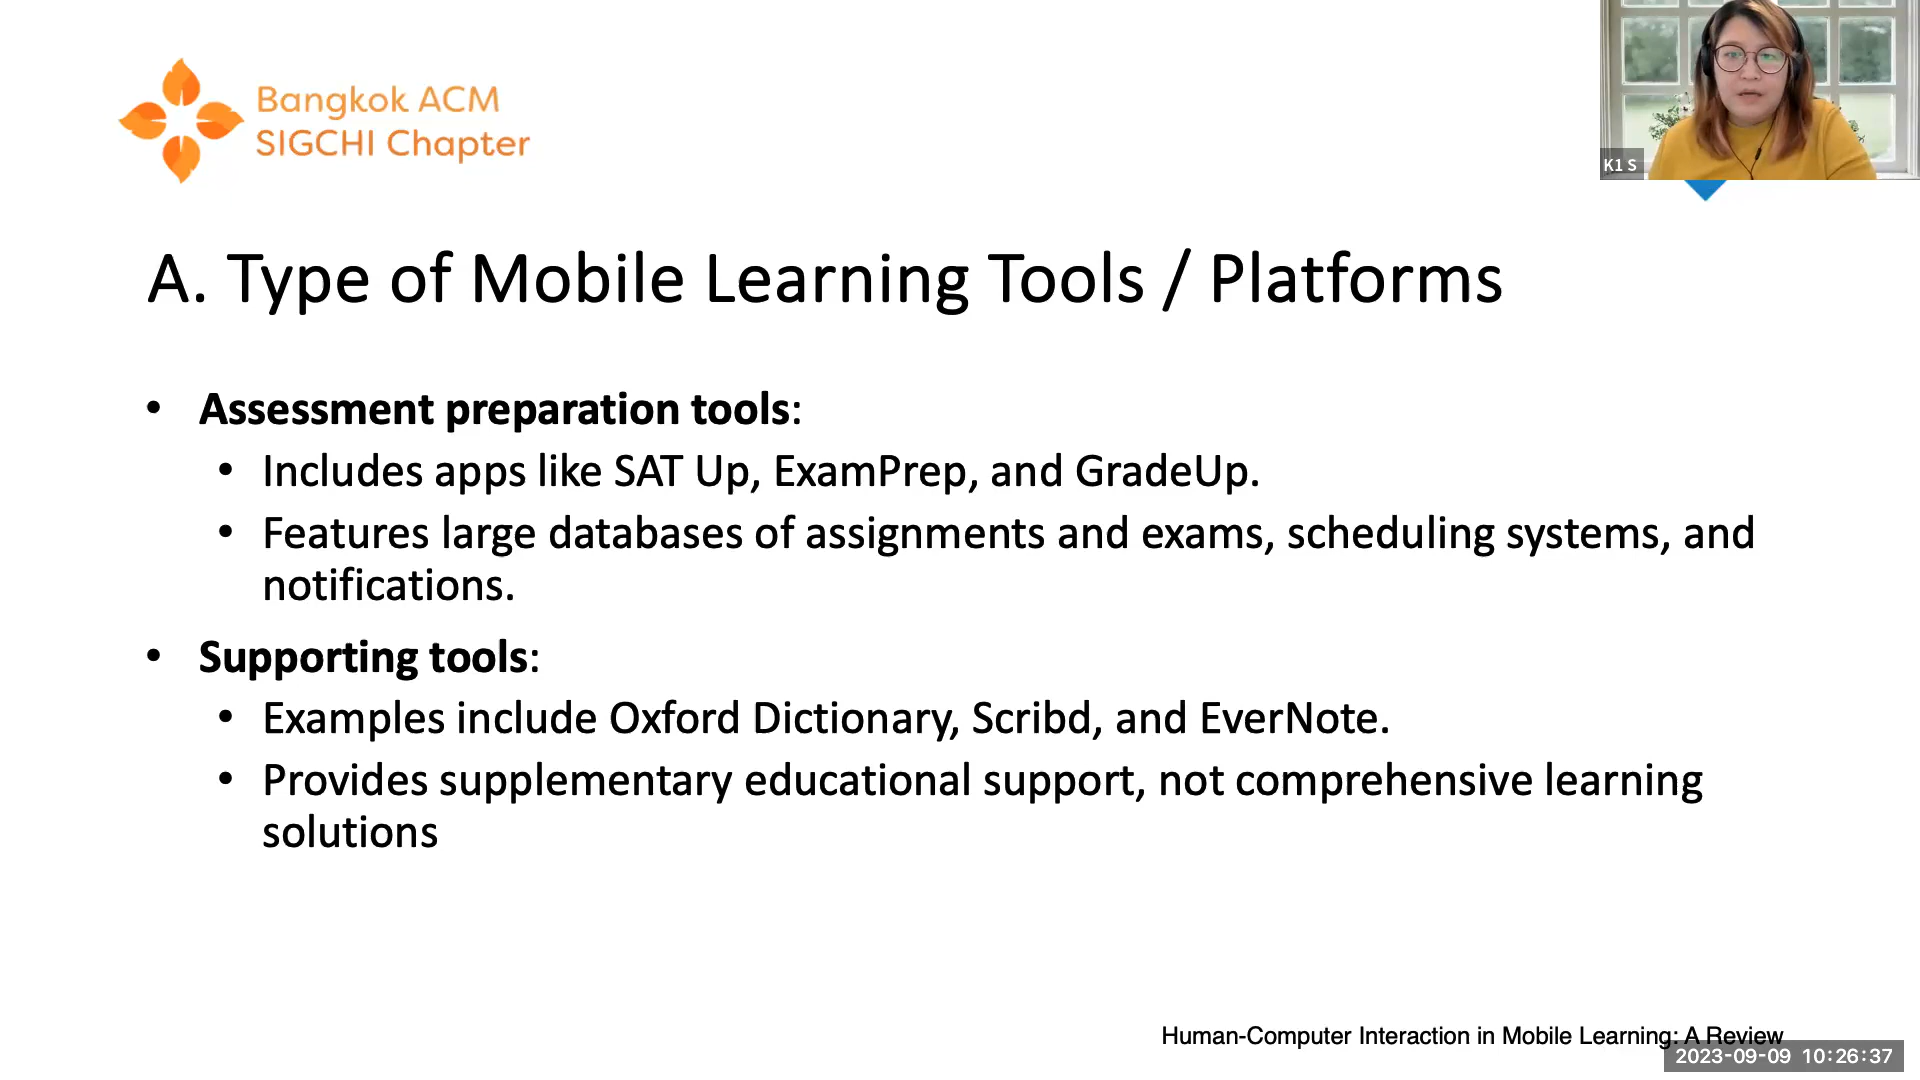 Bangkok ACM
SIGCHI Chapter
K1 S
A. Type of Mobile Learning Tools / Platforms
• Assessment preparation tools:
• Includes apps like SAT Up, ExamPrep, and GradeUp.
• Features large databases of assignments and exams, scheduling systems, and
notifications.
• Supporting tools:
• Examples include Oxford Dictionary, Scribd, and EverNote.
• Provides supplementary educational support, not comprehensive learning
solutions
Human-Computer Interaction in Mobile Learning: A Review
2023-09-09 10:26:37